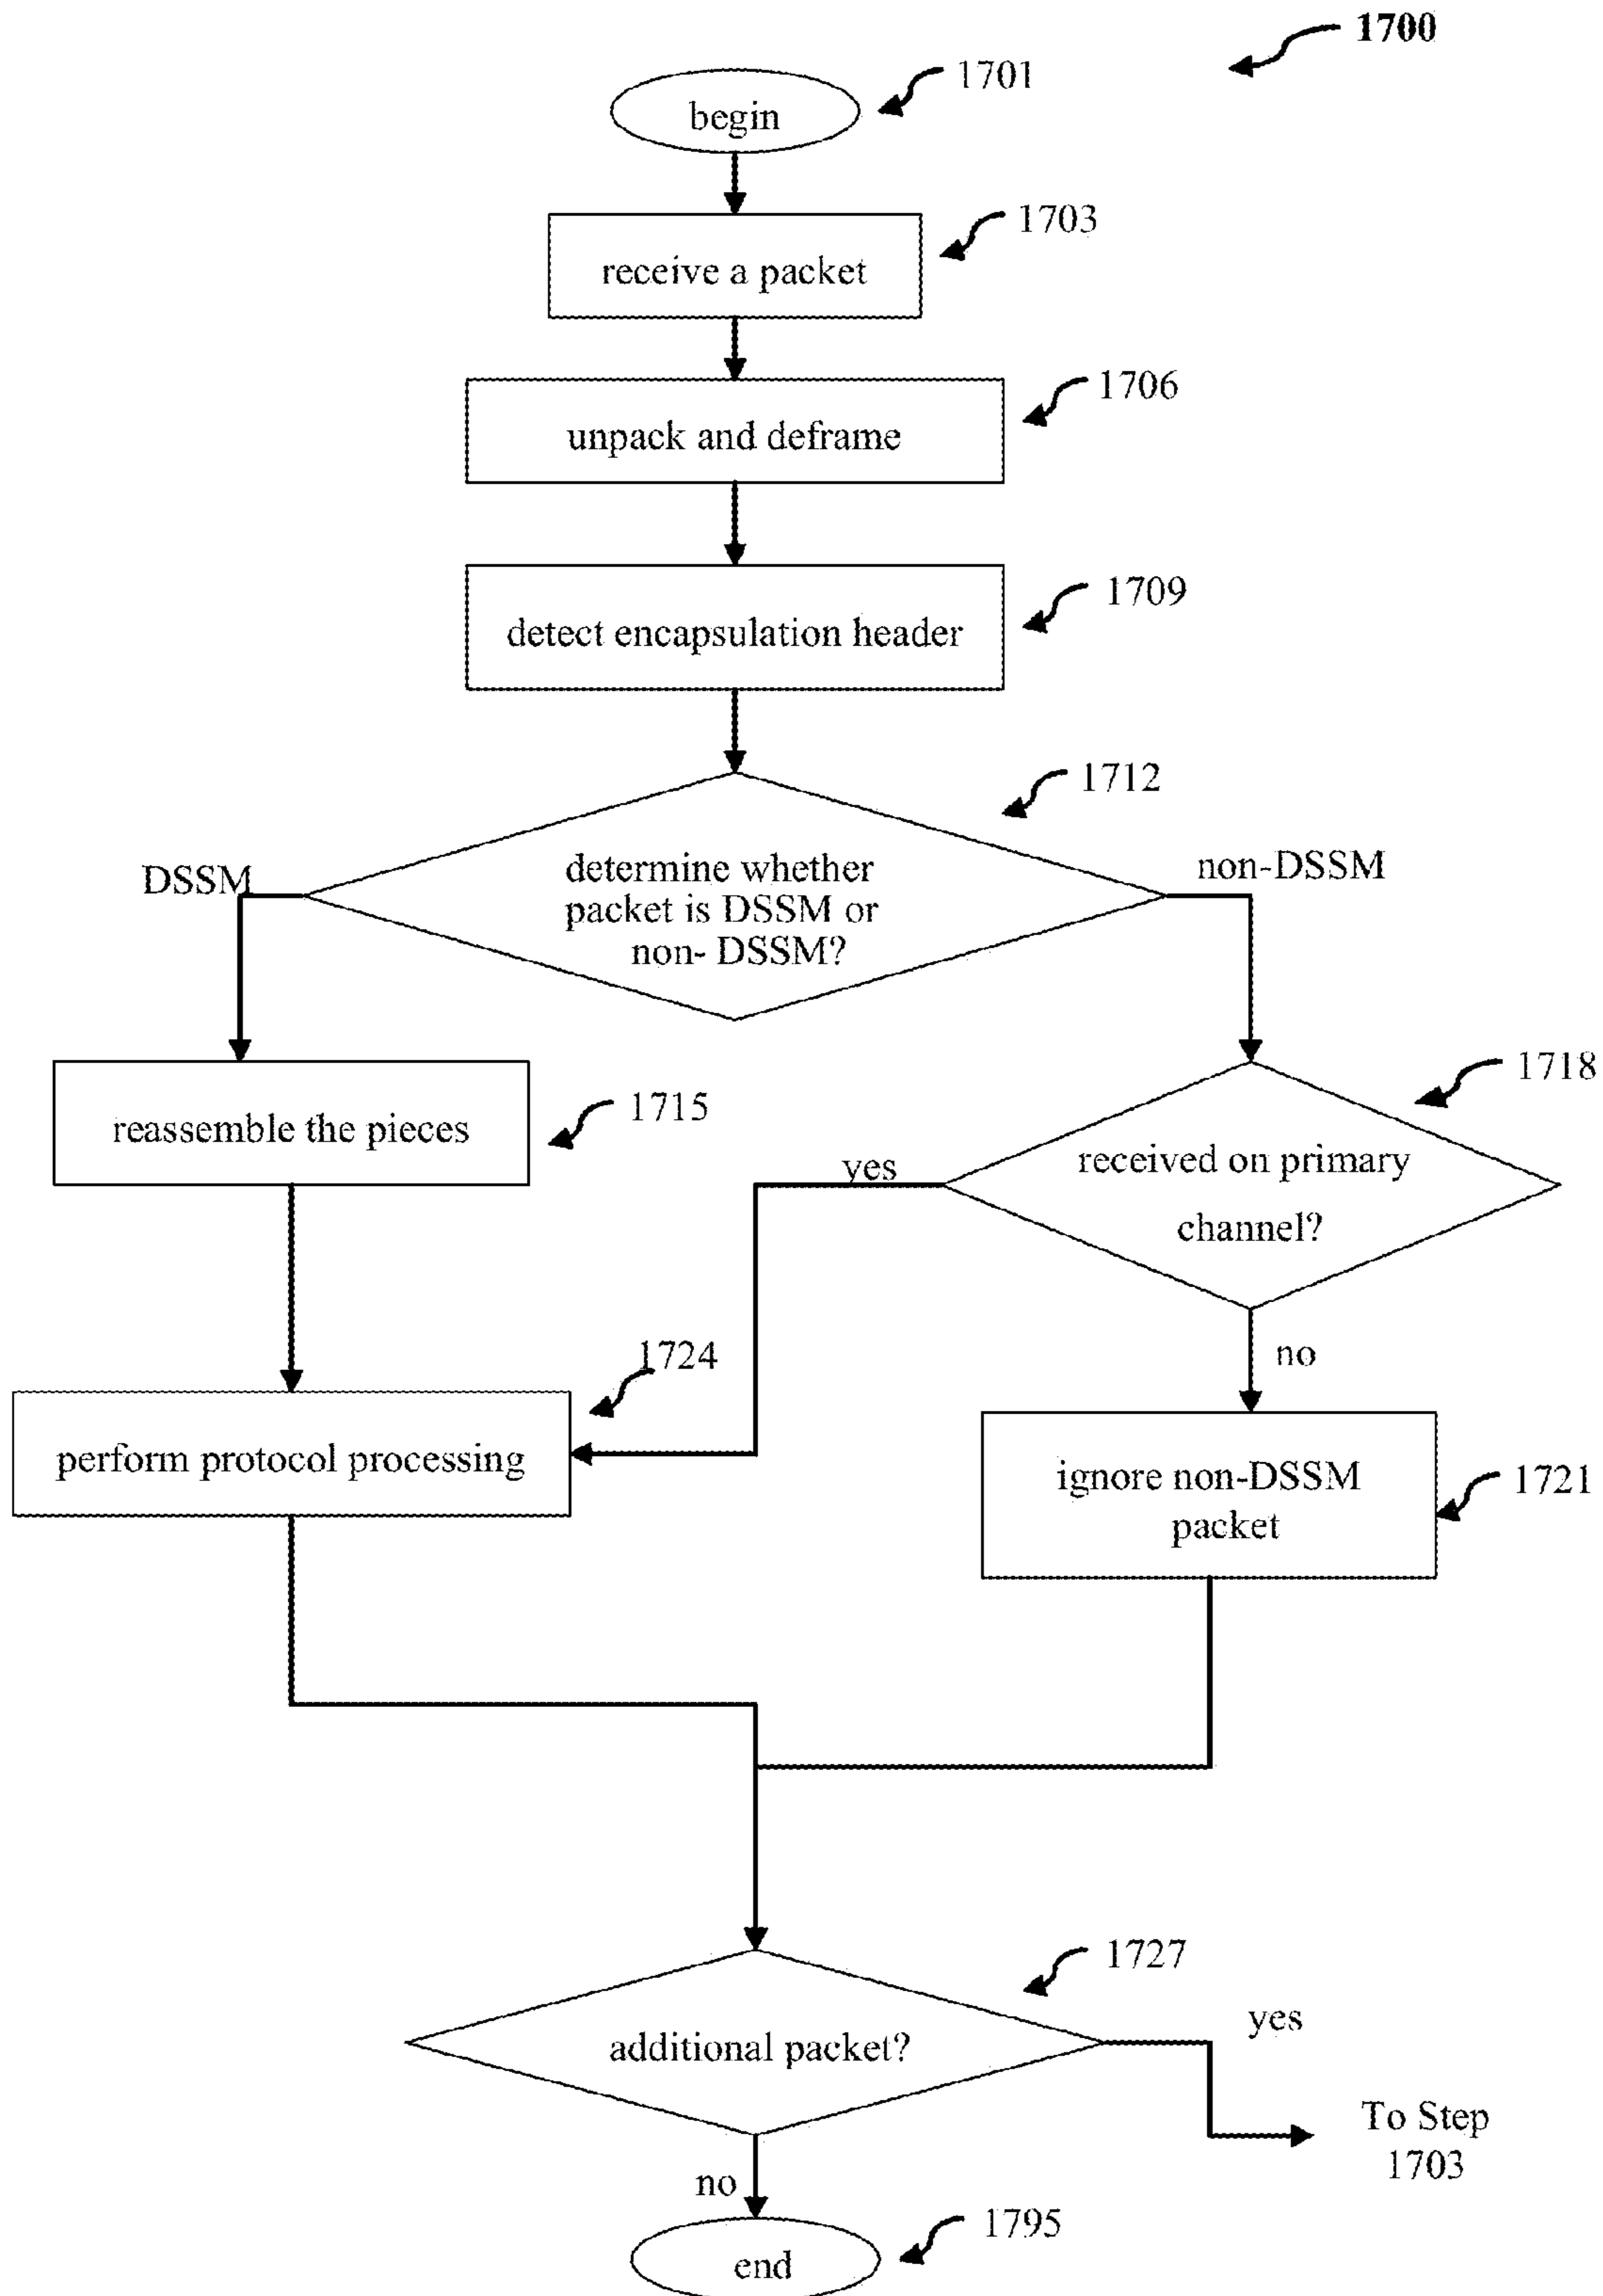 1700
begin
1701
receive a packet
1703
unpack and deframe
1706
detect encapsulation header
1709
1712
DSSM
determine whether
packet is DSSM or
non- DSSM?
non-DSSM
reassemble the pieces
1715
1718
yes
received on primary
channel?
no
1724
perform protocol processing
ignore non-DSSM
packet
1721
1727
additional packet?
yes
To Step
1703
no
end
1795